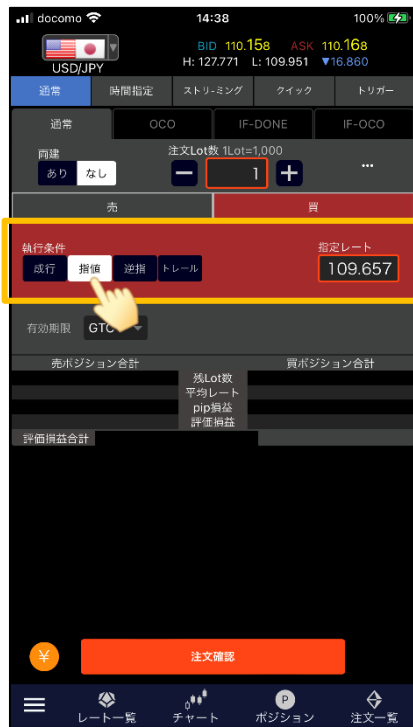 docomo 14:38 100%
BID 110.158 ASK 110.168
USD/JPY H: 127.771 L: 109.951 ▼16.860
通常 時間指定 ストリｰミング クイック トリガー
通常 OCO IF-DONE IF-OCO
両建 注文Lot数 1Lot=1,000
あり なし 1 ...
売 買
執行条件 指定レート
成行 指値 逆指 トレール 109.657
有効期限 GTC
売ポジション合計 買ポジション合計
残Lot数
平均レート
pip損益
評価損益
評価損益合計
¥ 注文確認
レート一覧 チャート P ポジション 注文一覧